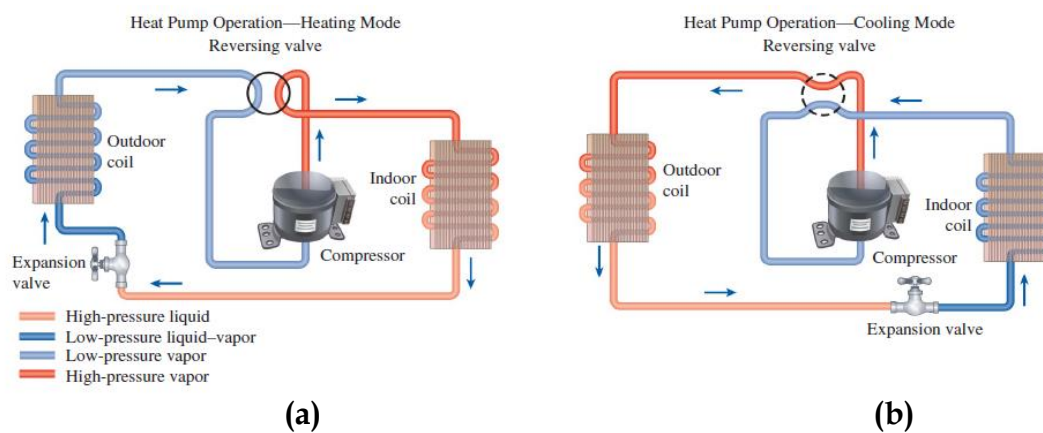 Heat Pump Operation—Heating Mode
Reversing valve
Outdoor
coil
Indoor
coil
Compressor
Expansion
valve
High-pressure liquid
Low-pressure liquid–vapor
Low-pressure vapor
High-pressure vapor
(a)
Heat Pump Operation—Cooling Mode
Reversing valve
Outdoor
coil
Indoor
coil
Compressor
Expansion valve
(b)